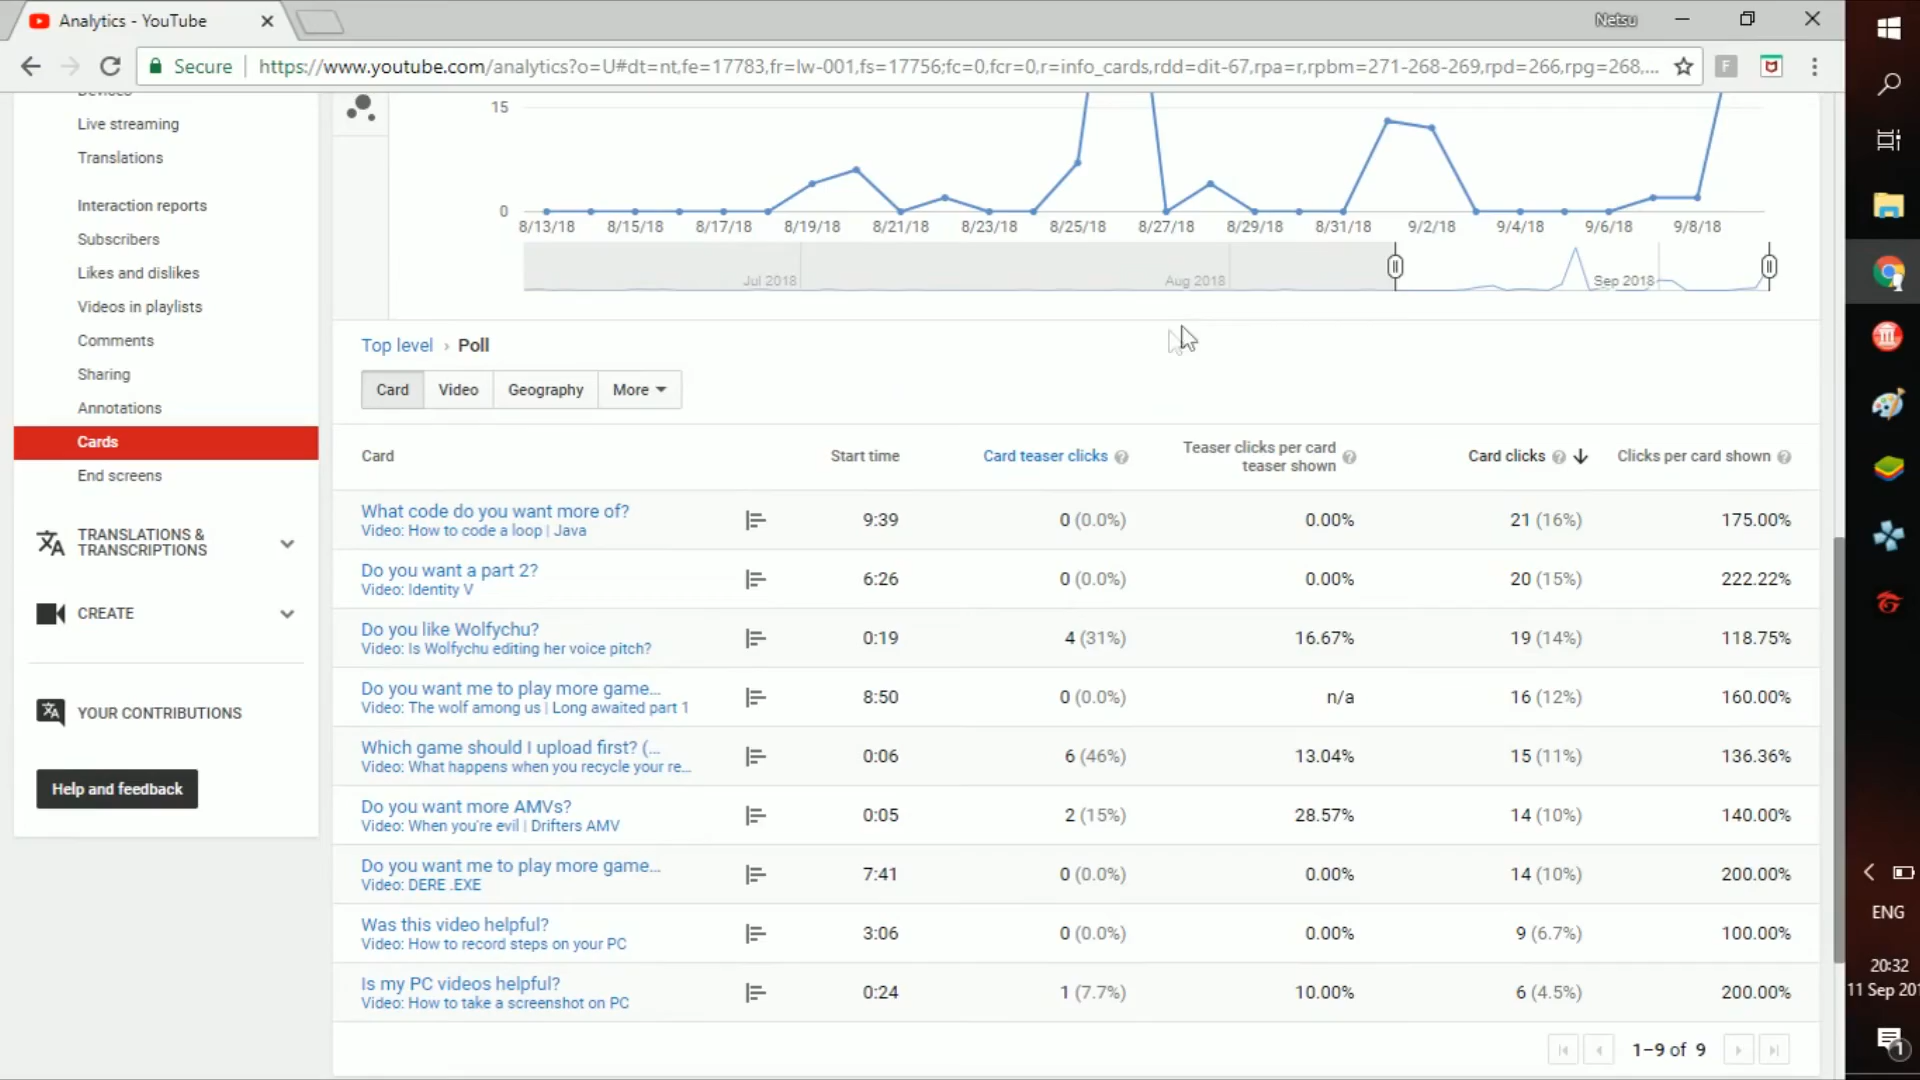 Analytics - YouTube
Netsu
Secure
https://www.youtube.com/analytics?o=U#dt=nt,fe=17783,fr=lw-001,fs=17756;fc=0,fcr=0,r=info_cards,rdd=dit-67,rpa=r,rpbm=271-268-269,rpd=266,rpg=268,...
F
Devices
Live streaming
Translations
Interaction reports
Subscribers
Likes and dislikes
Videos in playlists
Comments
Sharing
Annotations
Cards
End screens
TRANSLATIONS &
TRANSCRIPTIONS
CREATE
YOUR CONTRIBUTIONS
Help and feedback
15
0
8/13/18 8/15/18 8/17/18 8/19/18 8/21/18 8/23/18 8/25/18 8/27/18 8/29/18 8/31/18 9/2/18 9/4/18 9/6/18 9/8/18
Jul 2018 Aug 2018 Sep 2018
Top level › Poll
Card Video Geography More
Card Start time Card teaser clicks ? Teaser clicks per card teaser shown ? Card clicks ? Clicks per card shown ?
What code do you want more of? 9:39 0 (0.0%) 0.00% 21 (16%) 175.00%
Video: How to code a loop | Java
Do you want a part 2? 6:26 0 (0.0%) 0.00% 20 (15%) 222.22%
Video: Identity V
Do you like Wolfychu? 0:19 4 (31%) 16.67% 19 (14%) 118.75%
Video: Is Wolfychu editing her voice pitch?
Do you want me to play more game... 8:50 0 (0.0%) n/a 16 (12%) 160.00%
Video: The wolf among us | Long awaited part 1
Which game should I upload first? (... 0:06 6 (46%) 13.04% 15 (11%) 136.36%
Video: What happens when you recycle your re...
Do you want more AMVs? 0:05 2 (15%) 28.57% 14 (10%) 140.00%
Video: When you're evil | Drifters AMV
Do you want me to play more game... 7:41 0 (0.0%) 0.00% 14 (10%) 200.00%
Video: DERE .EXE
Was this video helpful? 3:06 0 (0.0%) 0.00% 9 (6.7%) 100.00%
Video: How to record steps on your PC
Is my PC videos helpful? 0:24 1 (7.7%) 10.00% 6 (4.5%) 200.00%
Video: How to take a screenshot on PC
1–9 of 9
ENG
20:32
11 Sep 201
1